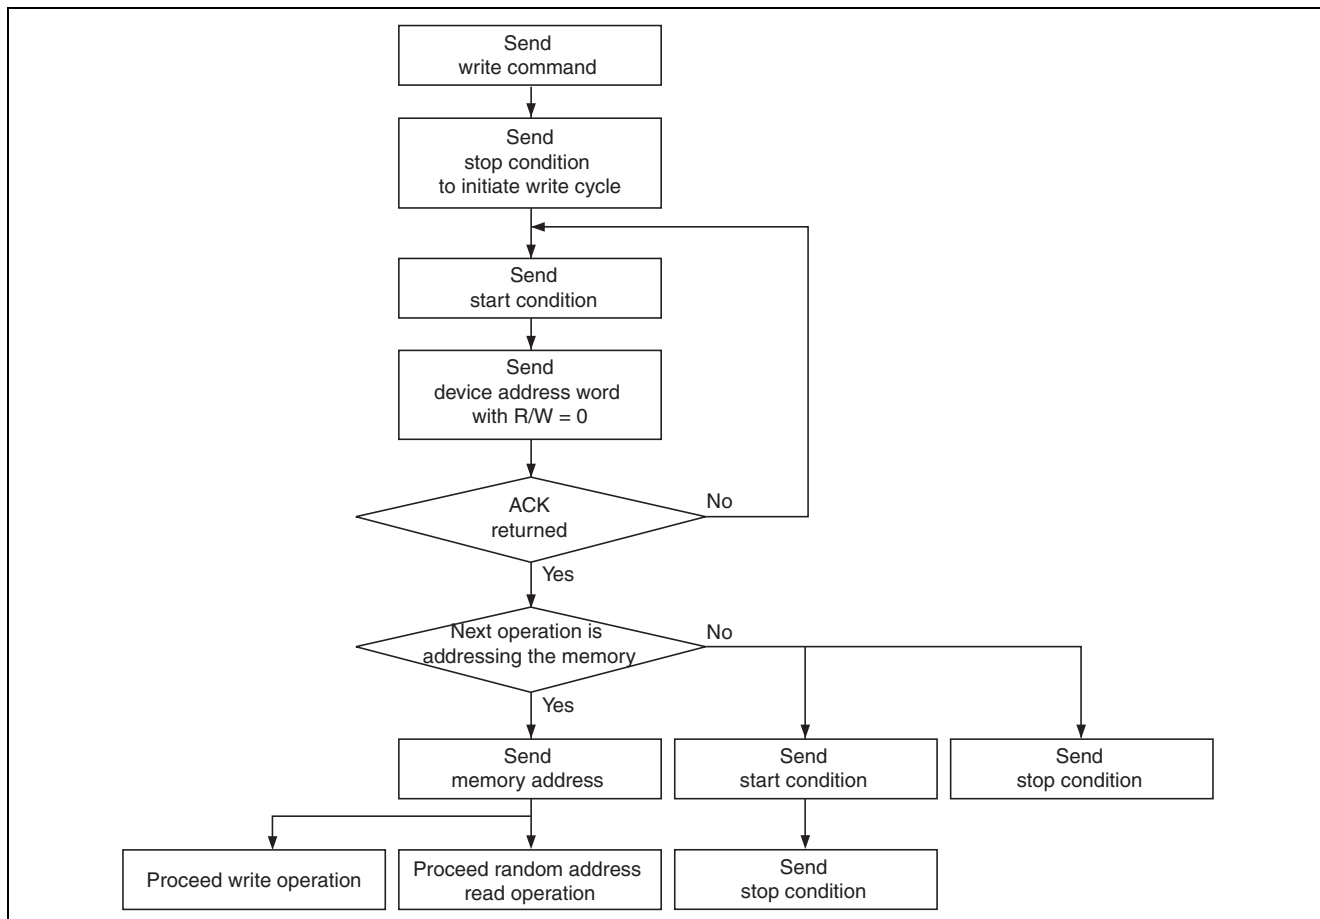 Send
write command
Send
stop condition
to initiate write cycle
Send
start condition
Send
device address word
with R/W = 0
ACK
returned
No
Yes
Next operation is
addressing the memory
No
Yes
Send
memory address
Send
start condition
Send
stop condition
Proceed write operation
Proceed random address
read operation
Send
stop condition